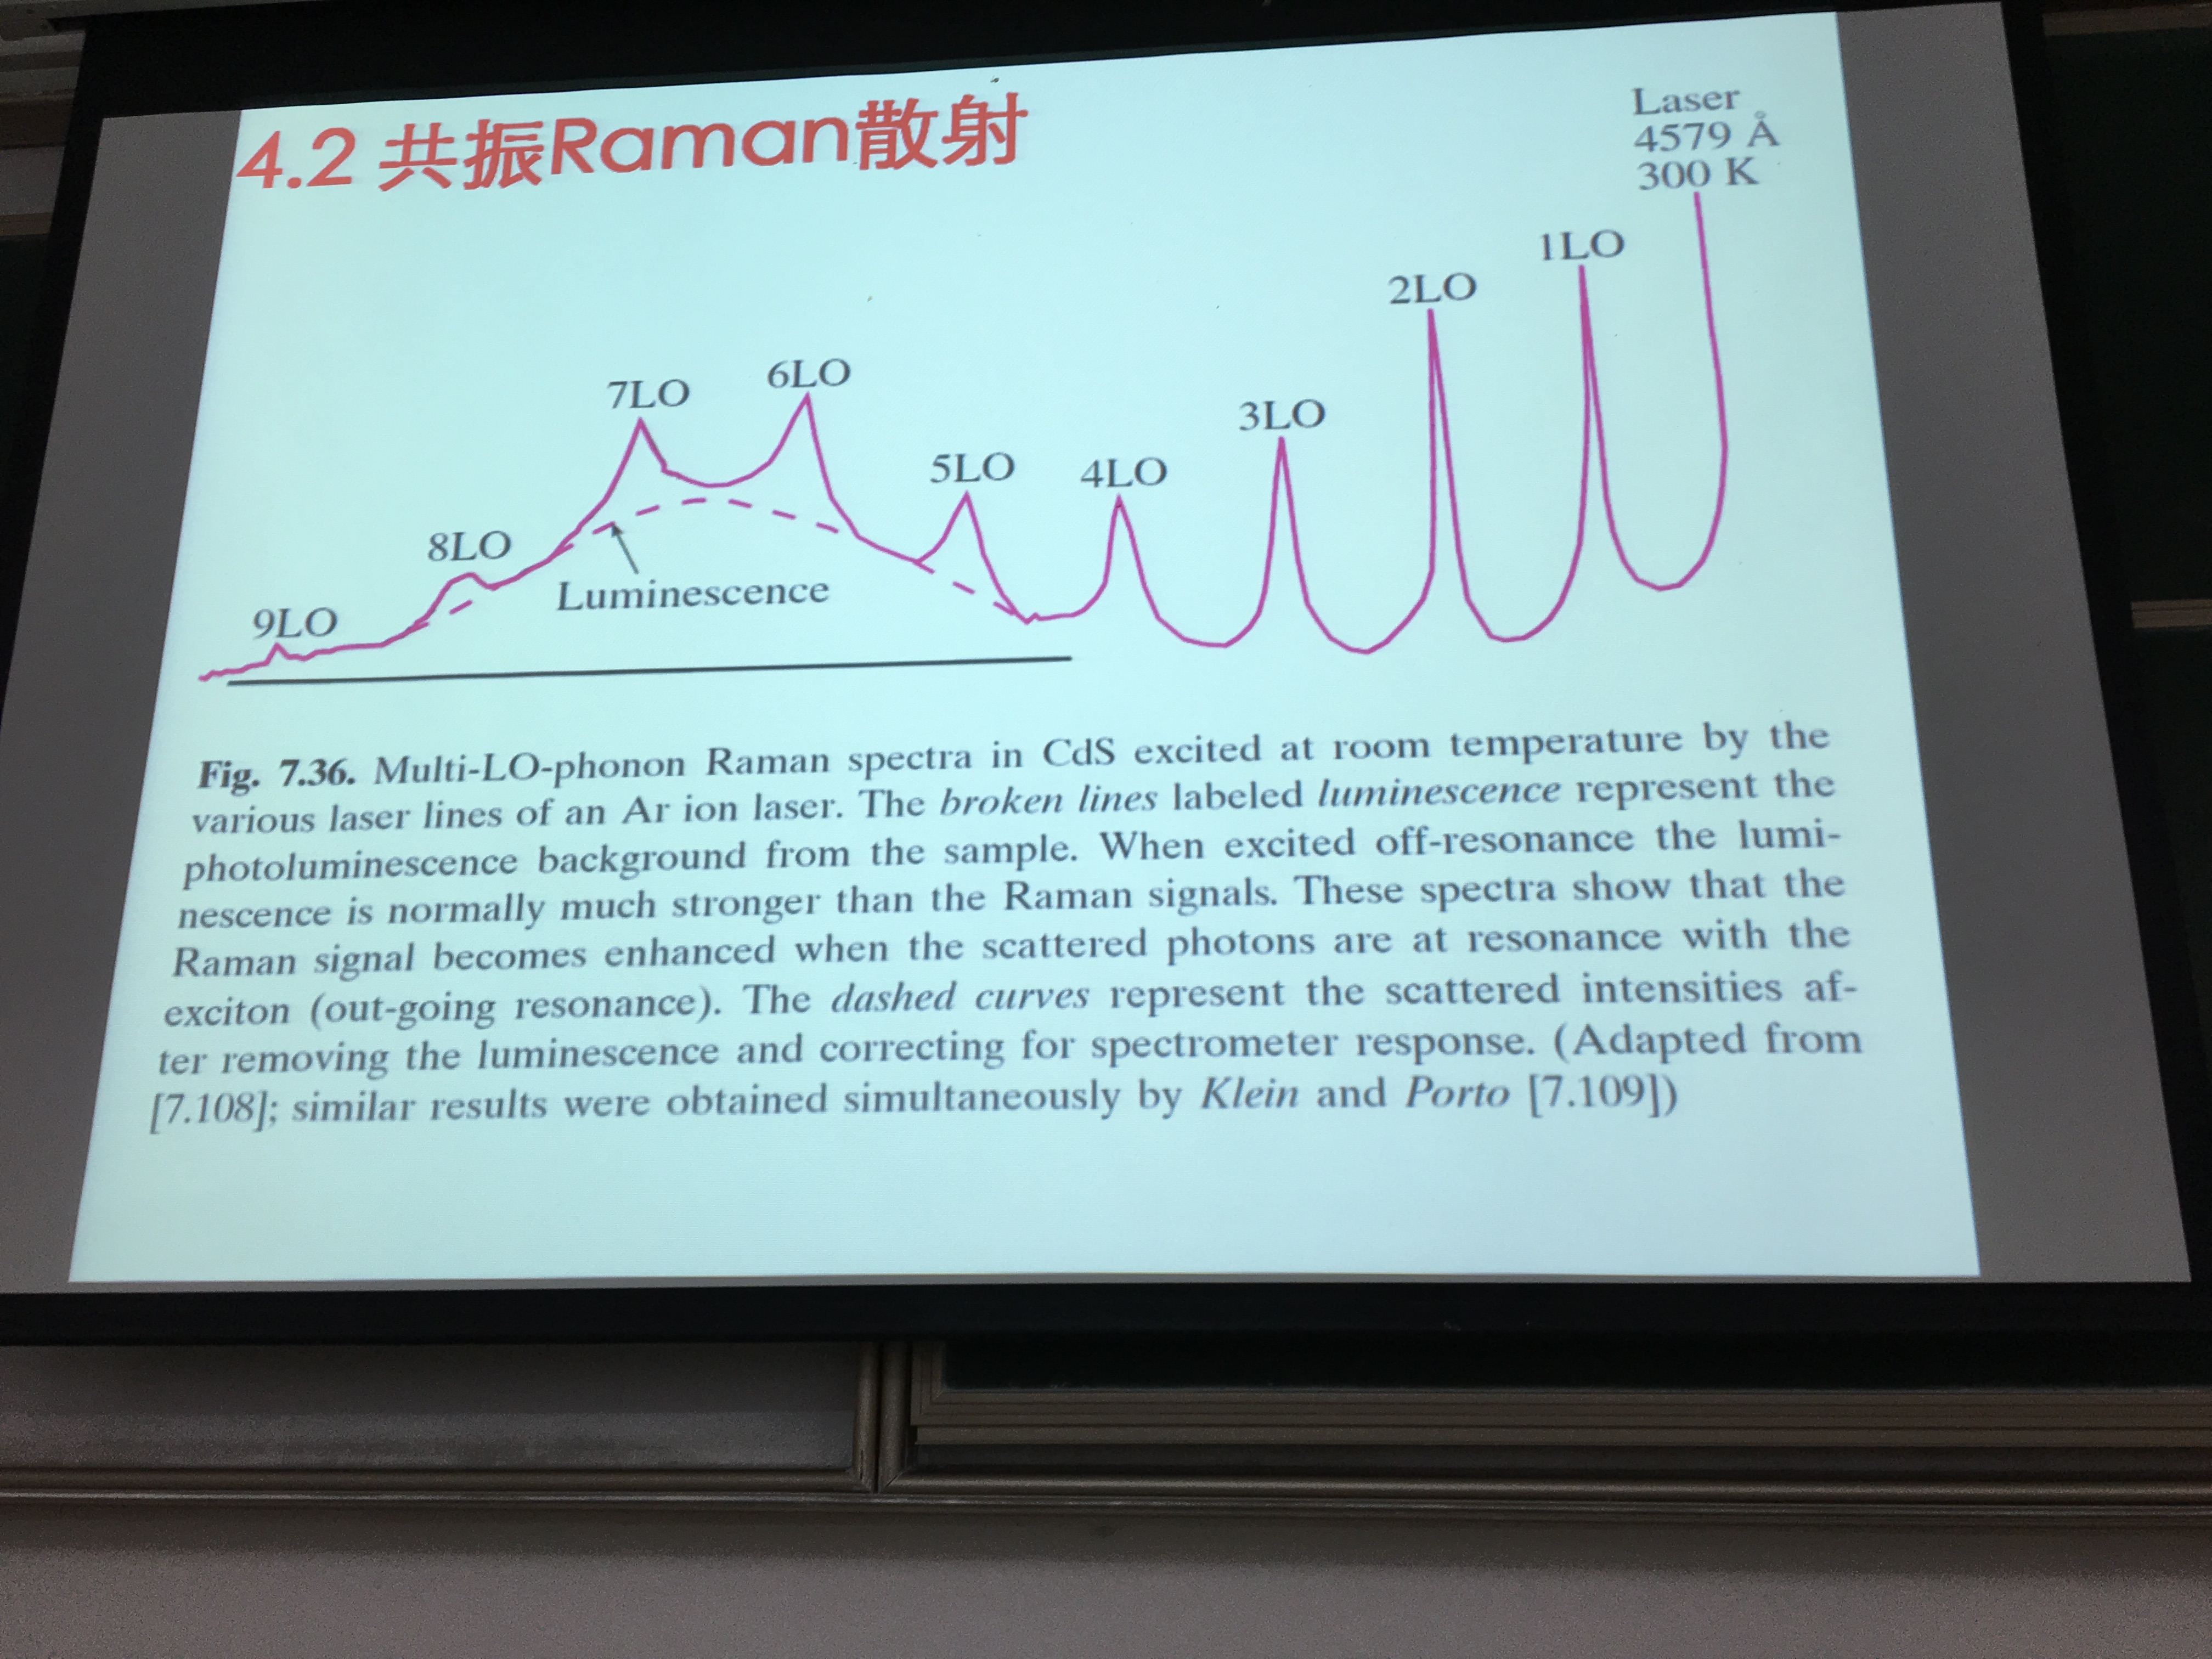 4.2 共振Raman散射
Laser
4579 Å
300 K
1LO
2LO
3LO
4LO
5LO
6LO
7LO
8LO
9LO
Luminescence
Fig. 7.36. Multi-LO-phonon Raman spectra in CdS excited at room temperature by the
various laser lines of an Ar ion laser. The broken lines labeled luminescence represent the
photoluminescence background from the sample. When excited off-resonance the lumi-
nescence is normally much stronger than the Raman signals. These spectra show that the
Raman signal becomes enhanced when the scattered photons are at resonance with the
exciton (out-going resonance). The dashed curves represent the scattered intensities af-
ter removing the luminescence and correcting for spectrometer response. (Adapted from
[7.108]; similar results were obtained simultaneously by Klein and Porto [7.109])